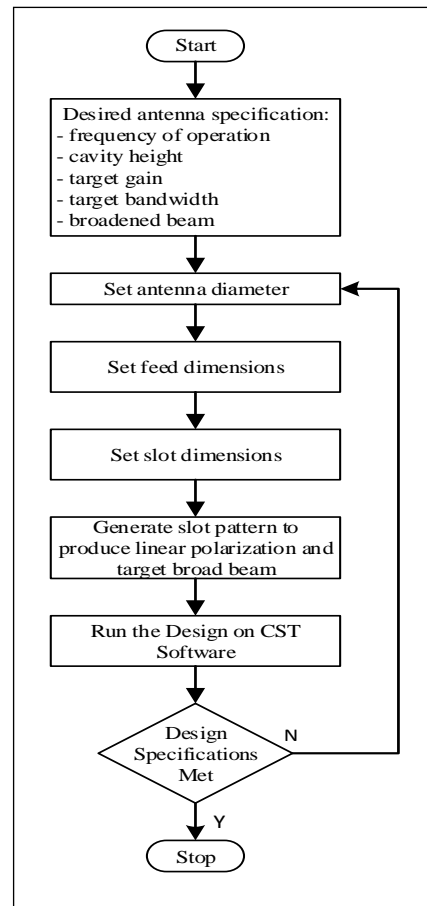 Start
Desired antenna specification:
- frequency of operation
- cavity height
- target gain
- target bandwidth
- broadened beam
Set antenna diameter
Set feed dimensions
Set slot dimensions
Generate slot pattern to
produce linear polarization and
target broad beam
Run the Design on CST
Software
Design
Specifications
Met
N
Y
Stop